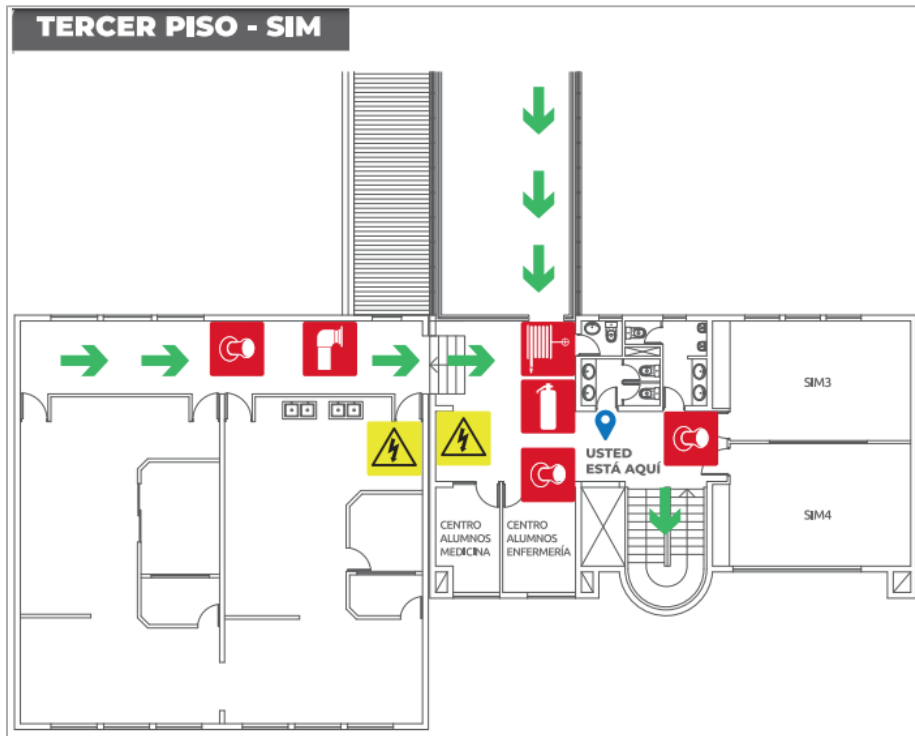 TERCER PISO - SIM
SIM3
USTED
ESTÁ AQUÍ
SIM4
CENTRO
ALUMNOS
MEDICINA
CENTRO
ALUMNOS
ENFERMERÍA